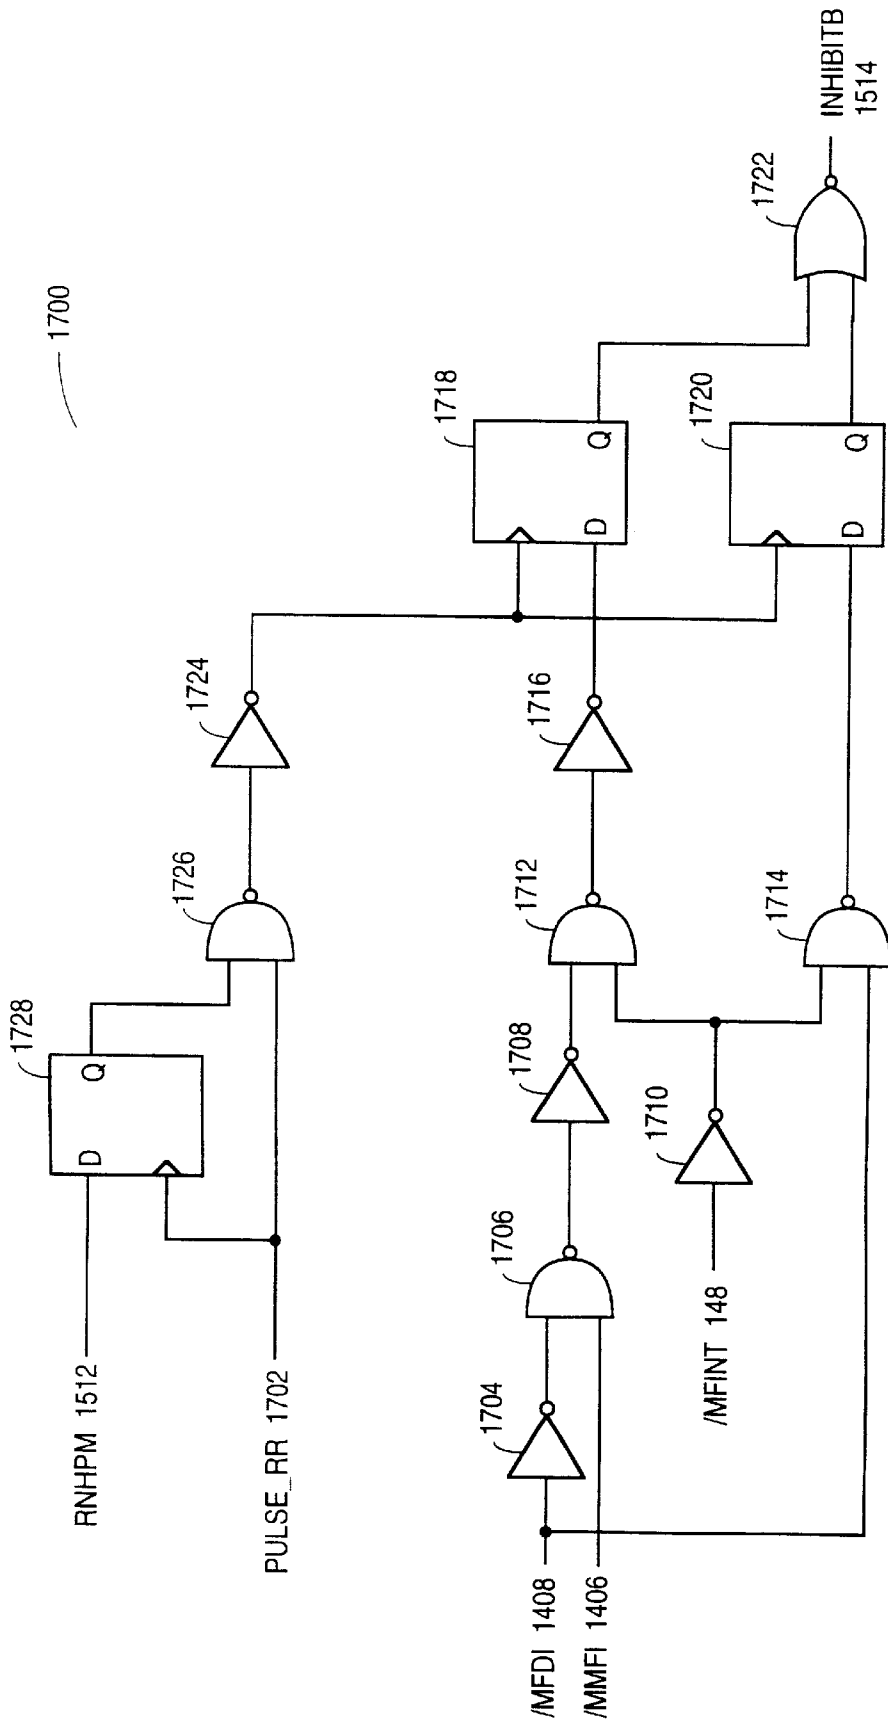 1700
RNHPM 1512
D
Q
1728
PULSE_RR 1702
1726
1724
/MFDI 1408
/MMFI 1406
1704
1706
1708
1712
1716
D
Q
1718
/MFINT 148
1710
1714
D
Q
1720
1722
INHIBITB
1514